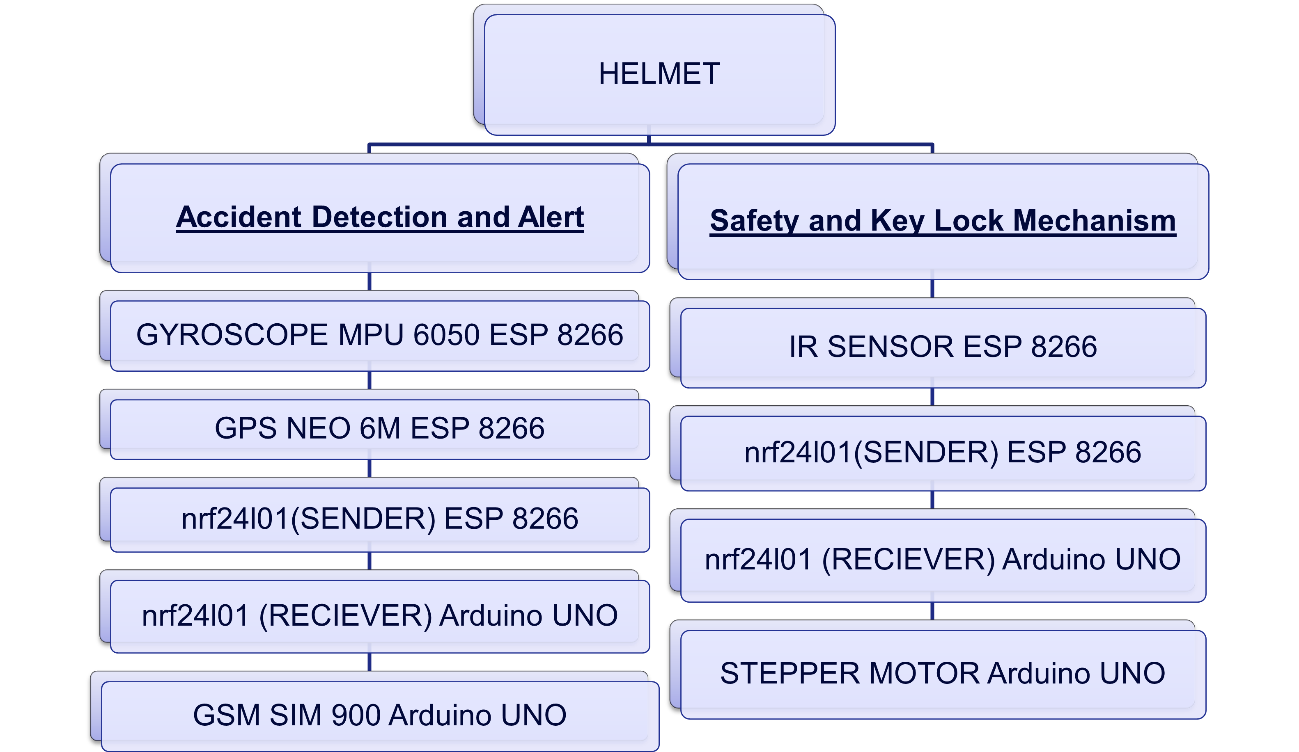 HELMET
Accident Detection and Alert
GYROSCOPE MPU 6050 ESP 8266
GPS NEO 6M ESP 8266
nrf24l01(SENDER) ESP 8266
nrf24l01 (RECIEVER) Arduino UNO
GSM SIM 900 Arduino UNO
Safety and Key Lock Mechanism
IR SENSOR ESP 8266
nrf24l01(SENDER) ESP 8266
nrf24l01 (RECIEVER) Arduino UNO
STEPPER MOTOR Arduino UNO